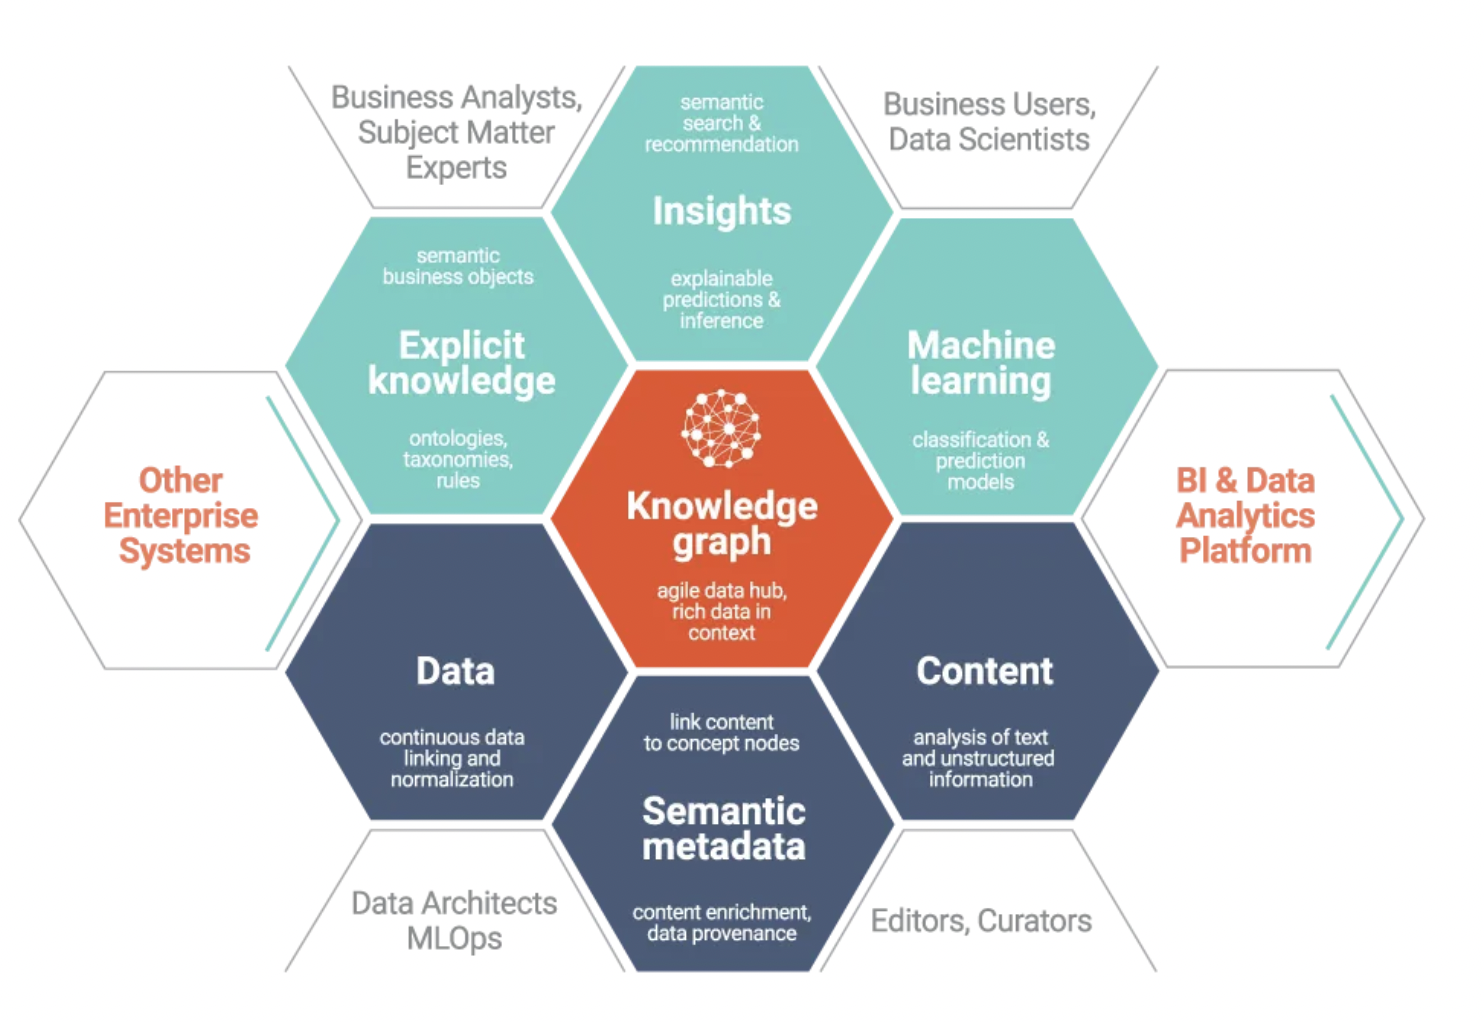 Business Analysts,
Subject Matter
Experts
semantic
search &
recommendation
Insights
explainable
predictions &
inference
Business Users,
Data Scientists
semantic
business objects
Explicit
knowledge
ontologies,
taxonomies,
rules
Machine
learning
classification &
prediction
models
Other
Enterprise
Systems
Knowledge
graph
agile data hub,
rich data in
context
BI & Data
Analytics
Platform
Data
continuous data
linking and
normalization
link content
to concept nodes
Semantic
metadata
content enrichment,
data provenance
Content
analysis of text
and unstructured
information
Data Architects
MLOps
Editors, Curators